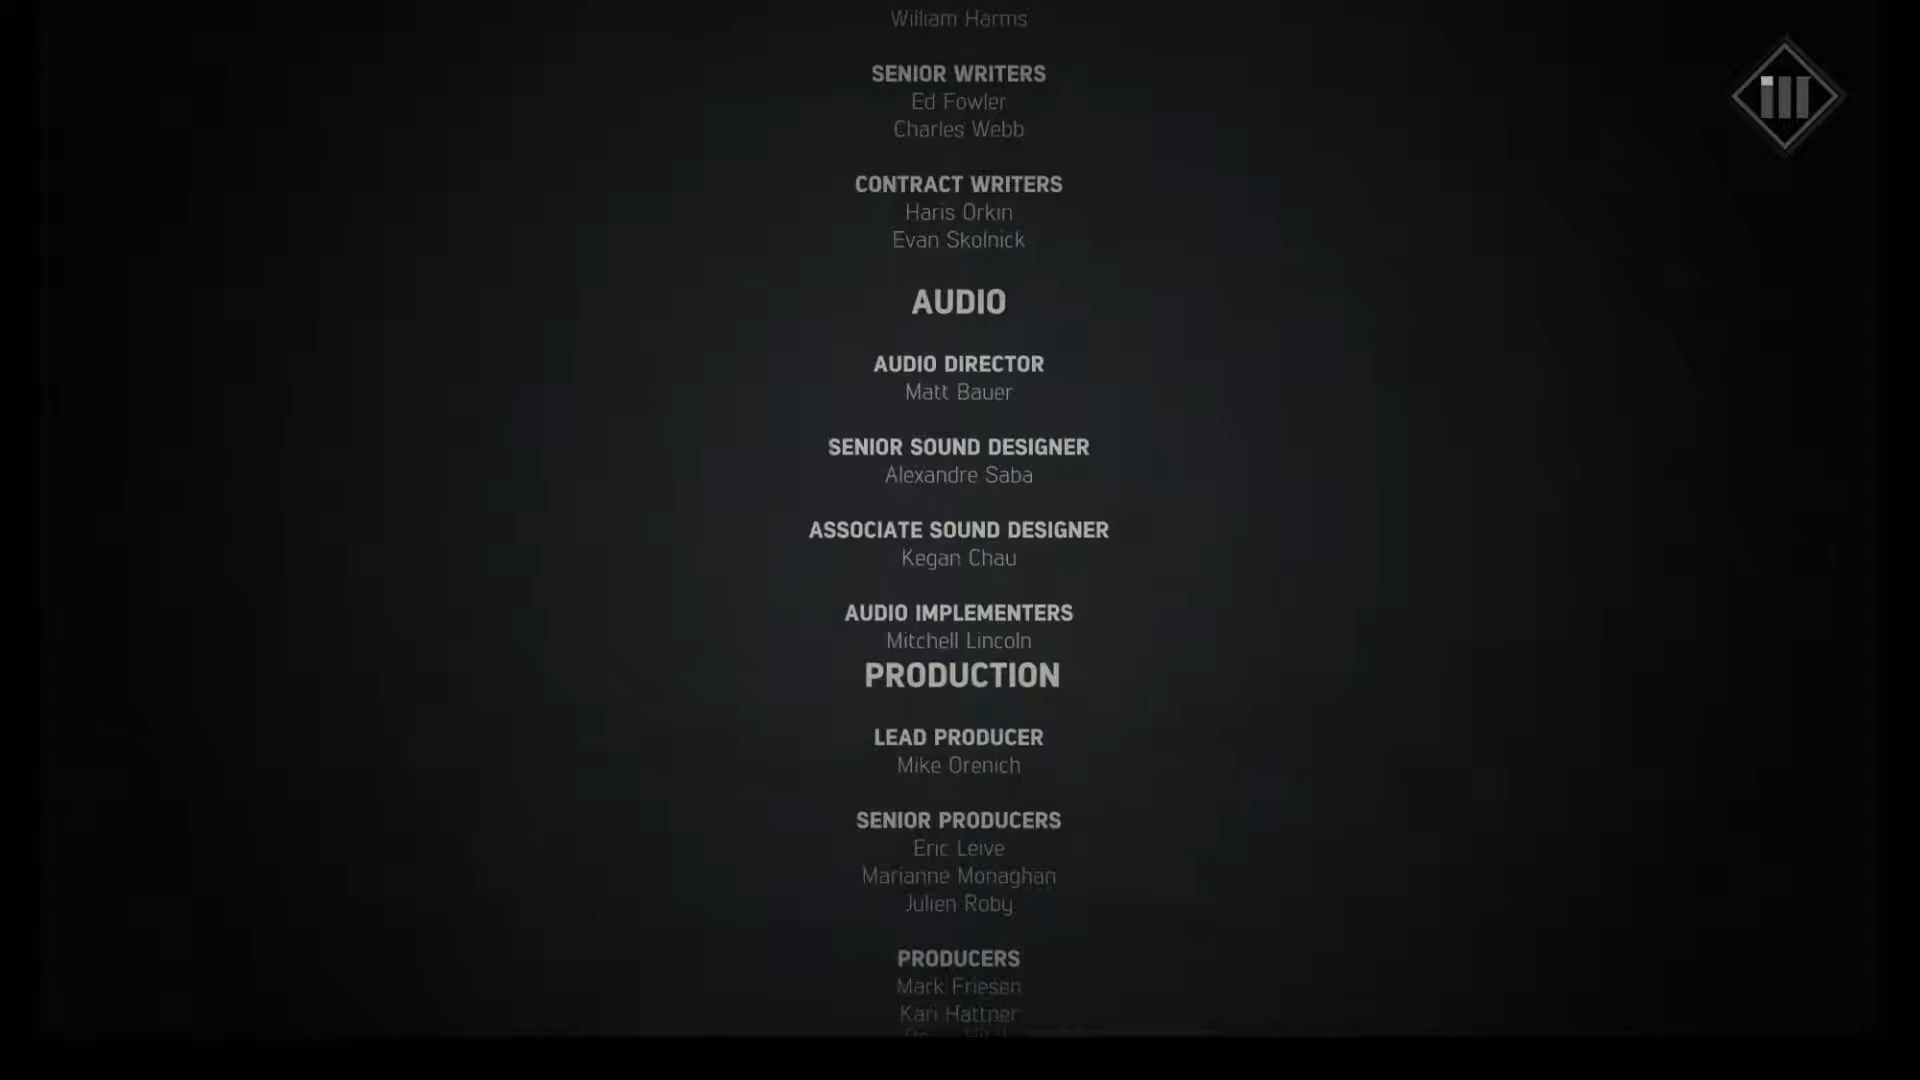 William Harms
SENIOR WRITERS
Ed Fowler
Charles Webb
CONTRACT WRITERS
Haris Orkin
Evan Skolnick
AUDIO
AUDIO DIRECTOR
Matt Bauer
SENIOR SOUND DESIGNER
Alexandre Saba
ASSOCIATE SOUND DESIGNER
Kegan Chau
AUDIO IMPLEMENTERS
Mitchell Lincoln
PRODUCTION
LEAD PRODUCER
Mike Orenich
SENIOR PRODUCERS
Eric Leive
Marianne Monaghan
Julien Roby
PRODUCERS
Mark Friesen
Kari Hattner